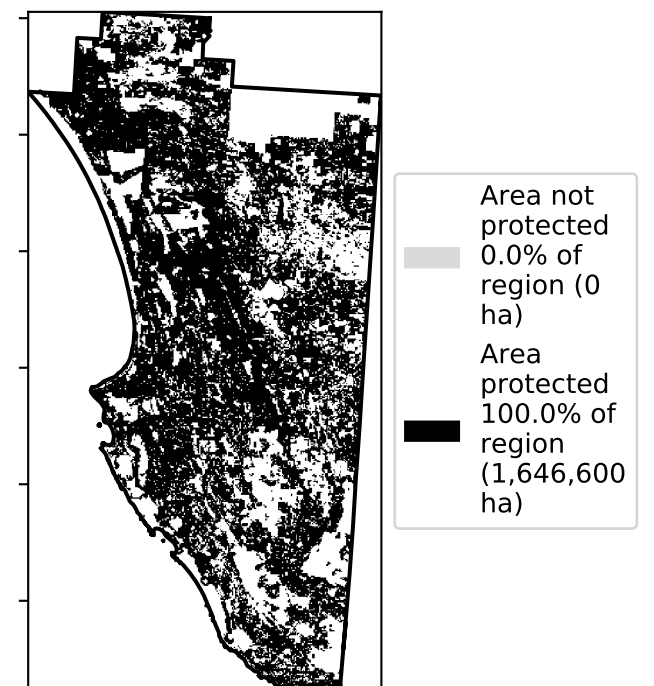 Area not
protected
0.0% of
region (0
ha)
Area
protected
100.0% of
region
(1,646,600
ha)